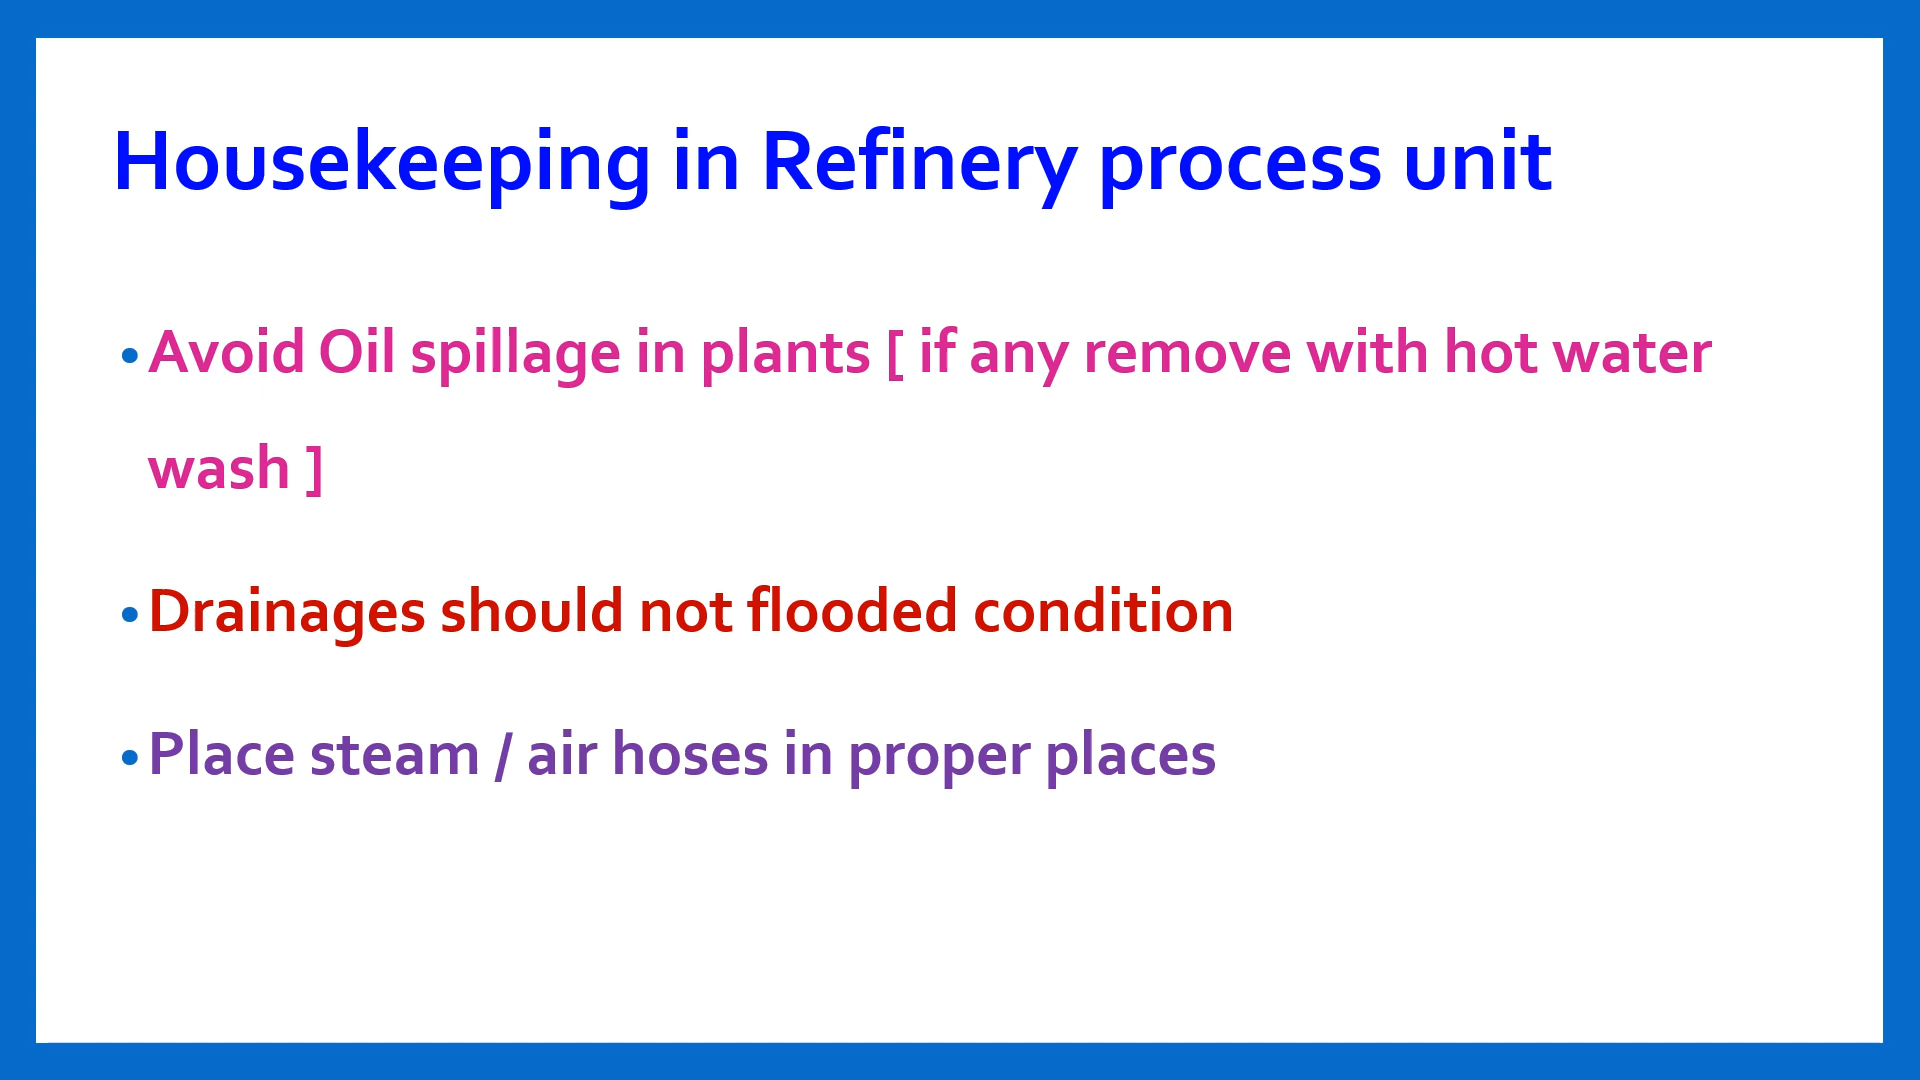 Housekeeping in Refinery process unit
• Avoid Oil spillage in plants [ if any remove with hot water
wash ]
• Drainages should not flooded condition
• Place steam / air hoses in proper places